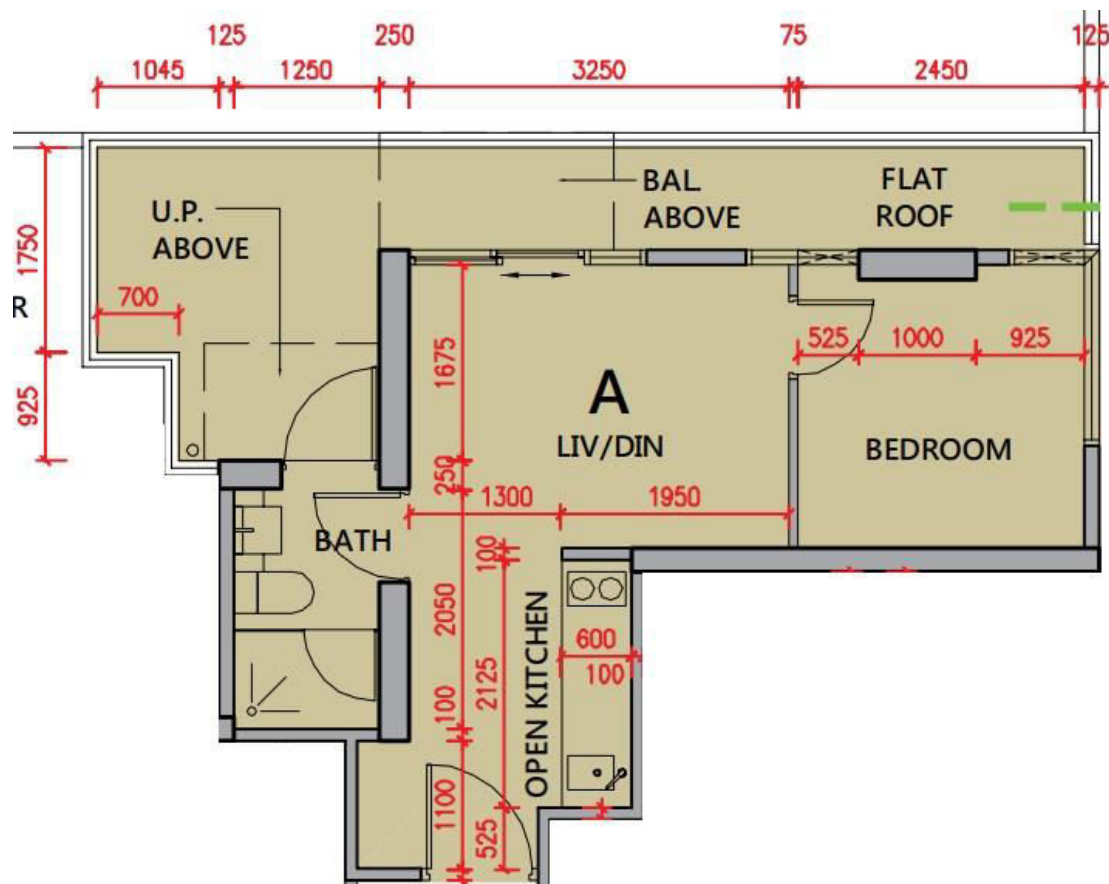 125 250 75 125
1045 1250 3250 2450
U.P.
ABOVE
BAL.
ABOVE
FLAT
ROOF
1750
700
R
925
1675
525 1000 925
A
LIV/DIN
BEDROOM
250
1300 1950
BATH
100
2050
OPEN KITCHEN
600
100
2125
100
1100
525